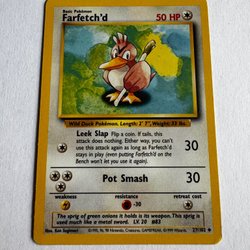 Basic Pokémon
Farfetch'd
50 HP
Wild Duck Pokémon. Length: 2' 7", Weight: 33 lbs.
Leek Slap Flip a coin. If tails, this
attack does nothing. Either way, you can't
use this attack again as long as Farfetch'd
stays in play (even putting Farfetch'd on the
Bench won't let you use it again).
30
Pot Smash
30
weakness
resistance
retreat cost
-30
The sprig of green onions it holds is its weapon. This sprig is
used much like a metal sword. LV. 20 #83
Illus. Ken Sugimori
27/102